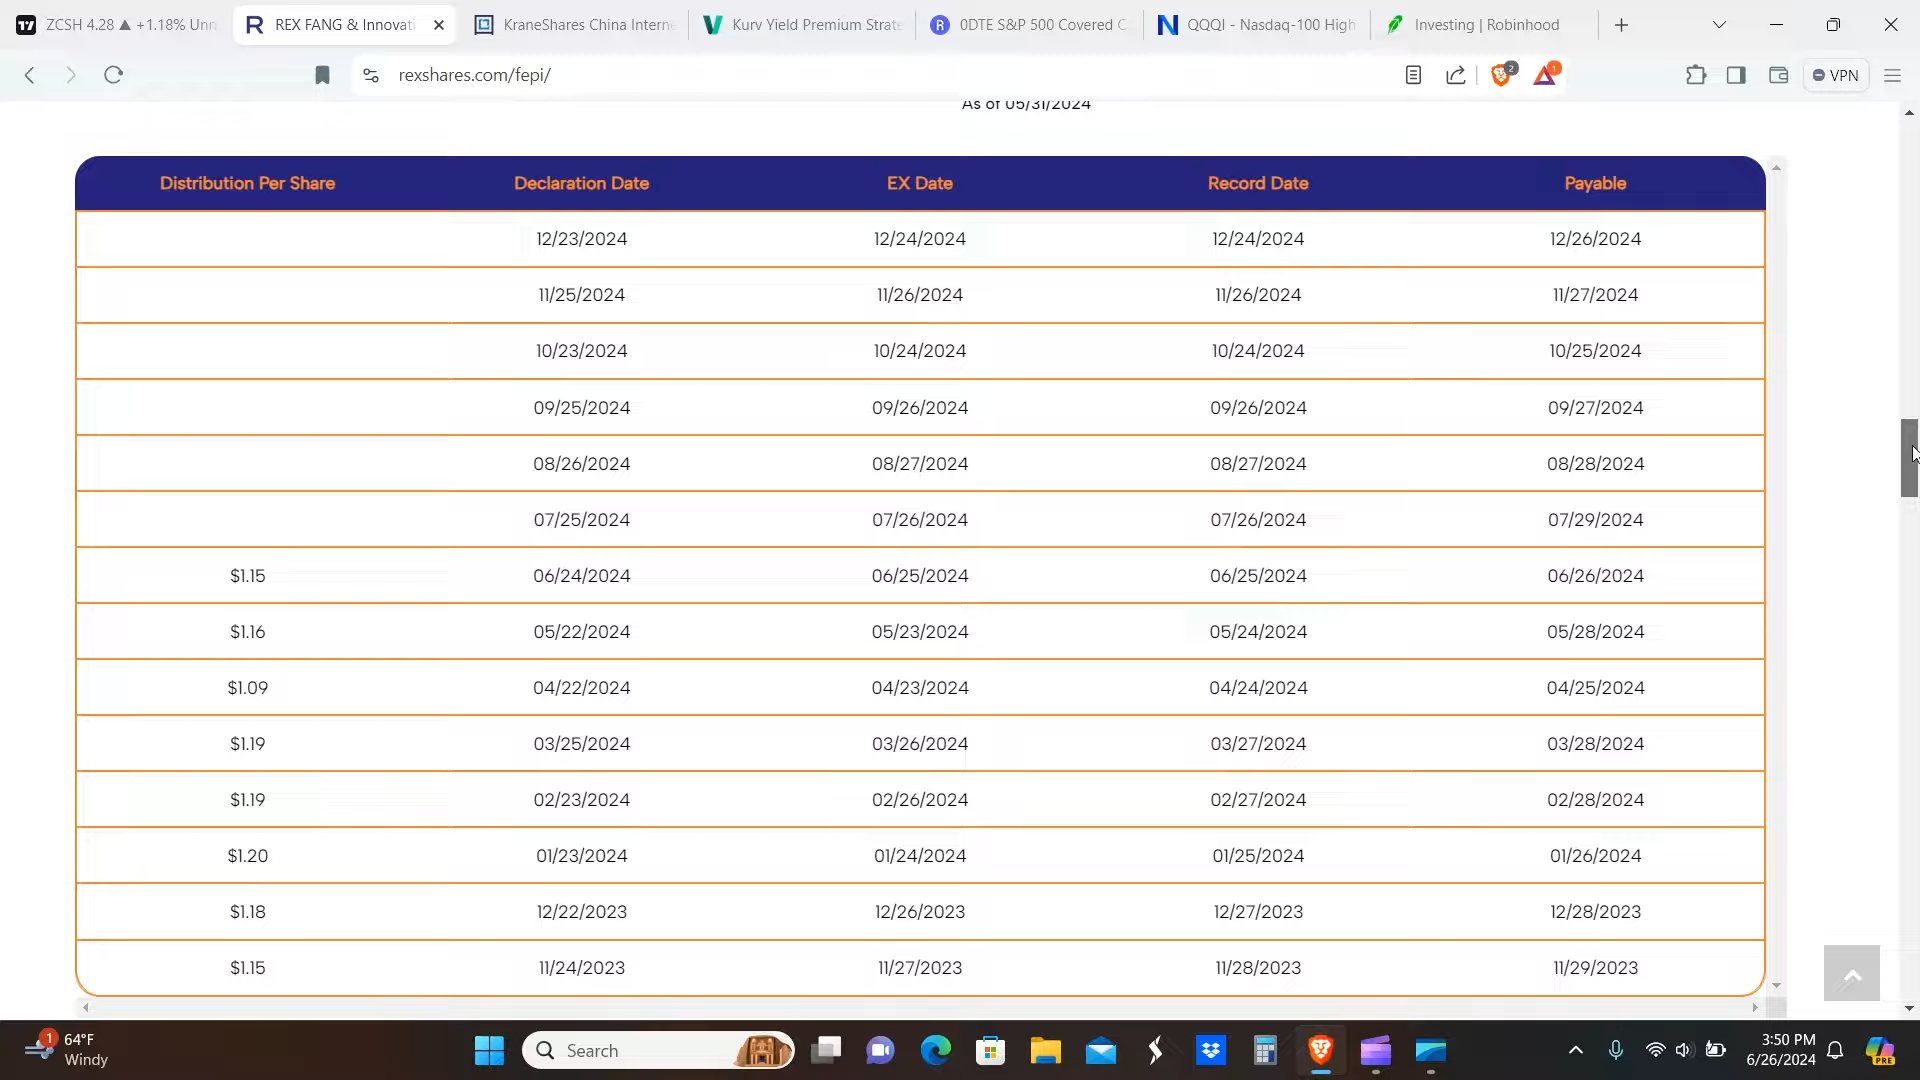 ZCSH 4.28 ▲ +1.18% Unn
REX FANG & Innovati
KraneShares China Interne
Kurv Yield Premium Strate
0DTE S&P 500 Covered C
QQQI - Nasdaq-100 High
Investing | Robinhood
rexshares.com/fepi/
2
1
VPN
As of 05/31/2024
Distribution Per Share Declaration Date EX Date Record Date Payable
12/23/2024 12/24/2024 12/24/2024 12/26/2024
11/25/2024 11/26/2024 11/26/2024 11/27/2024
10/23/2024 10/24/2024 10/24/2024 10/25/2024
09/25/2024 09/26/2024 09/26/2024 09/27/2024
08/26/2024 08/27/2024 08/27/2024 08/28/2024
07/25/2024 07/26/2024 07/26/2024 07/29/2024
$1.15 06/24/2024 06/25/2024 06/25/2024 06/26/2024
$1.16 05/22/2024 05/23/2024 05/24/2024 05/28/2024
$1.09 04/22/2024 04/23/2024 04/24/2024 04/25/2024
$1.19 03/25/2024 03/26/2024 03/27/2024 03/28/2024
$1.19 02/23/2024 02/26/2024 02/27/2024 02/28/2024
$1.20 01/23/2024 01/24/2024 01/25/2024 01/26/2024
$1.18 12/22/2023 12/26/2023 12/27/2023 12/28/2023
$1.15 11/24/2023 11/27/2023 11/28/2023 11/29/2023
1
64°F
Windy
Search
3:50 PM
6/26/2024
PRE